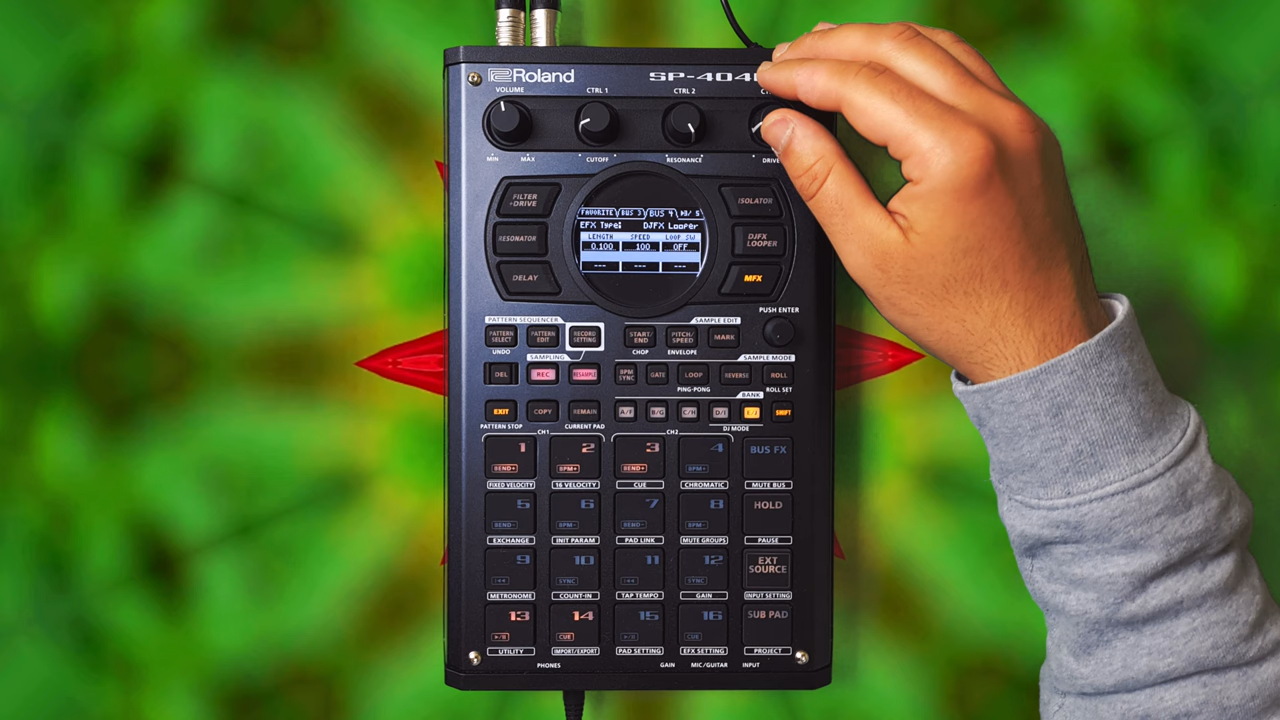 Roland SP-404
VOLUME CTRL 1 CTRL 2
MIN MAX CUTOFF RESONANCE DRIVE
FILTER +DRIVE
RESONATOR
DELAY
FAVORITE BUS 3 BUS 4
EFX Type: DJFX Looper
LENGTH SPEED LOOP SW
0.100 100 OFF
--- --- ---
ISOLATOR
DJFX LOOPER
MFX
PUSH ENTER
PATTERN SEQUENCER SAMPLE EDIT
PATTERN SELECT PATTERN EDIT RECORD SETTING START/END PITCH/SPEED MARK
UNDO CHOP ENVELOPE
SAMPLING SAMPLE MODE
DEL REC RESAMPLE BPM SYNC GATE LOOP REVERSE ROLL
PING-PONG ROLL SET
BANK
EXIT COPY REMAIN A/F B/G C/H D/I E/J SHIFT
PATTERN STOP CURRENT PAD DJ MODE
CH1 CH2
1 2 3 4 BUS FX
BEND+ BPM+ BEND+ BPM+
FIXED VELOCITY 16 VELOCITY CUE CHROMATIC MUTE BUS
5 6 7 8 HOLD
BEND- BPM- BEND- BPM-
EXCHANGE INIT PARAM PAD LINK MUTE GROUPS PAUSE
9 10 11 12 EXT SOURCE
SYNC SYNC
METRONOME COUNT-IN TAP TEMPO GAIN INPUT SETTING
13 14 15 16 SUB PAD
CUE CUE
UTILITY IMPORT/EXPORT PAD SETTING EFX SETTING PROJECT
PHONES GAIN MIC/GUITAR INPUT